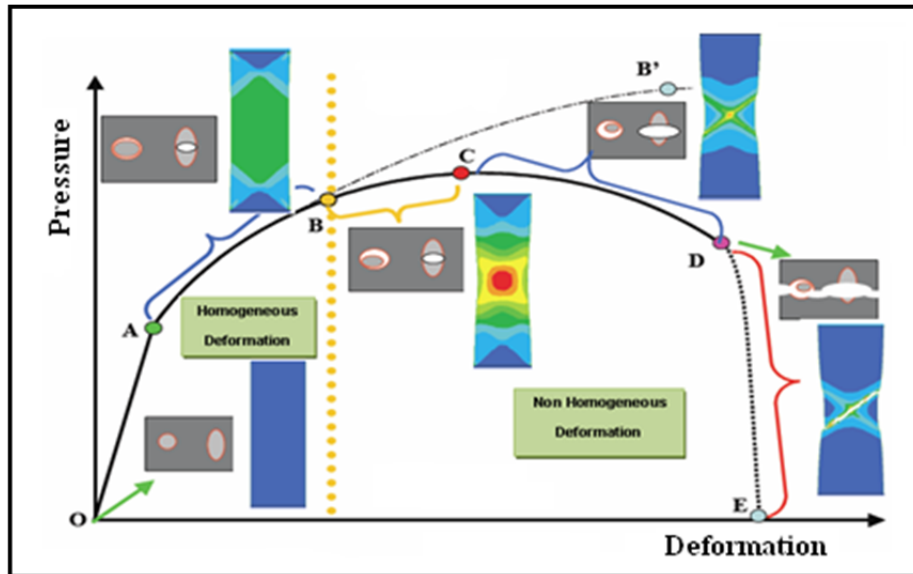 B'
Pressure
C
B
D
A
Homogeneous
Deformation
Non Homogeneous
Deformation
O
E
Deformation